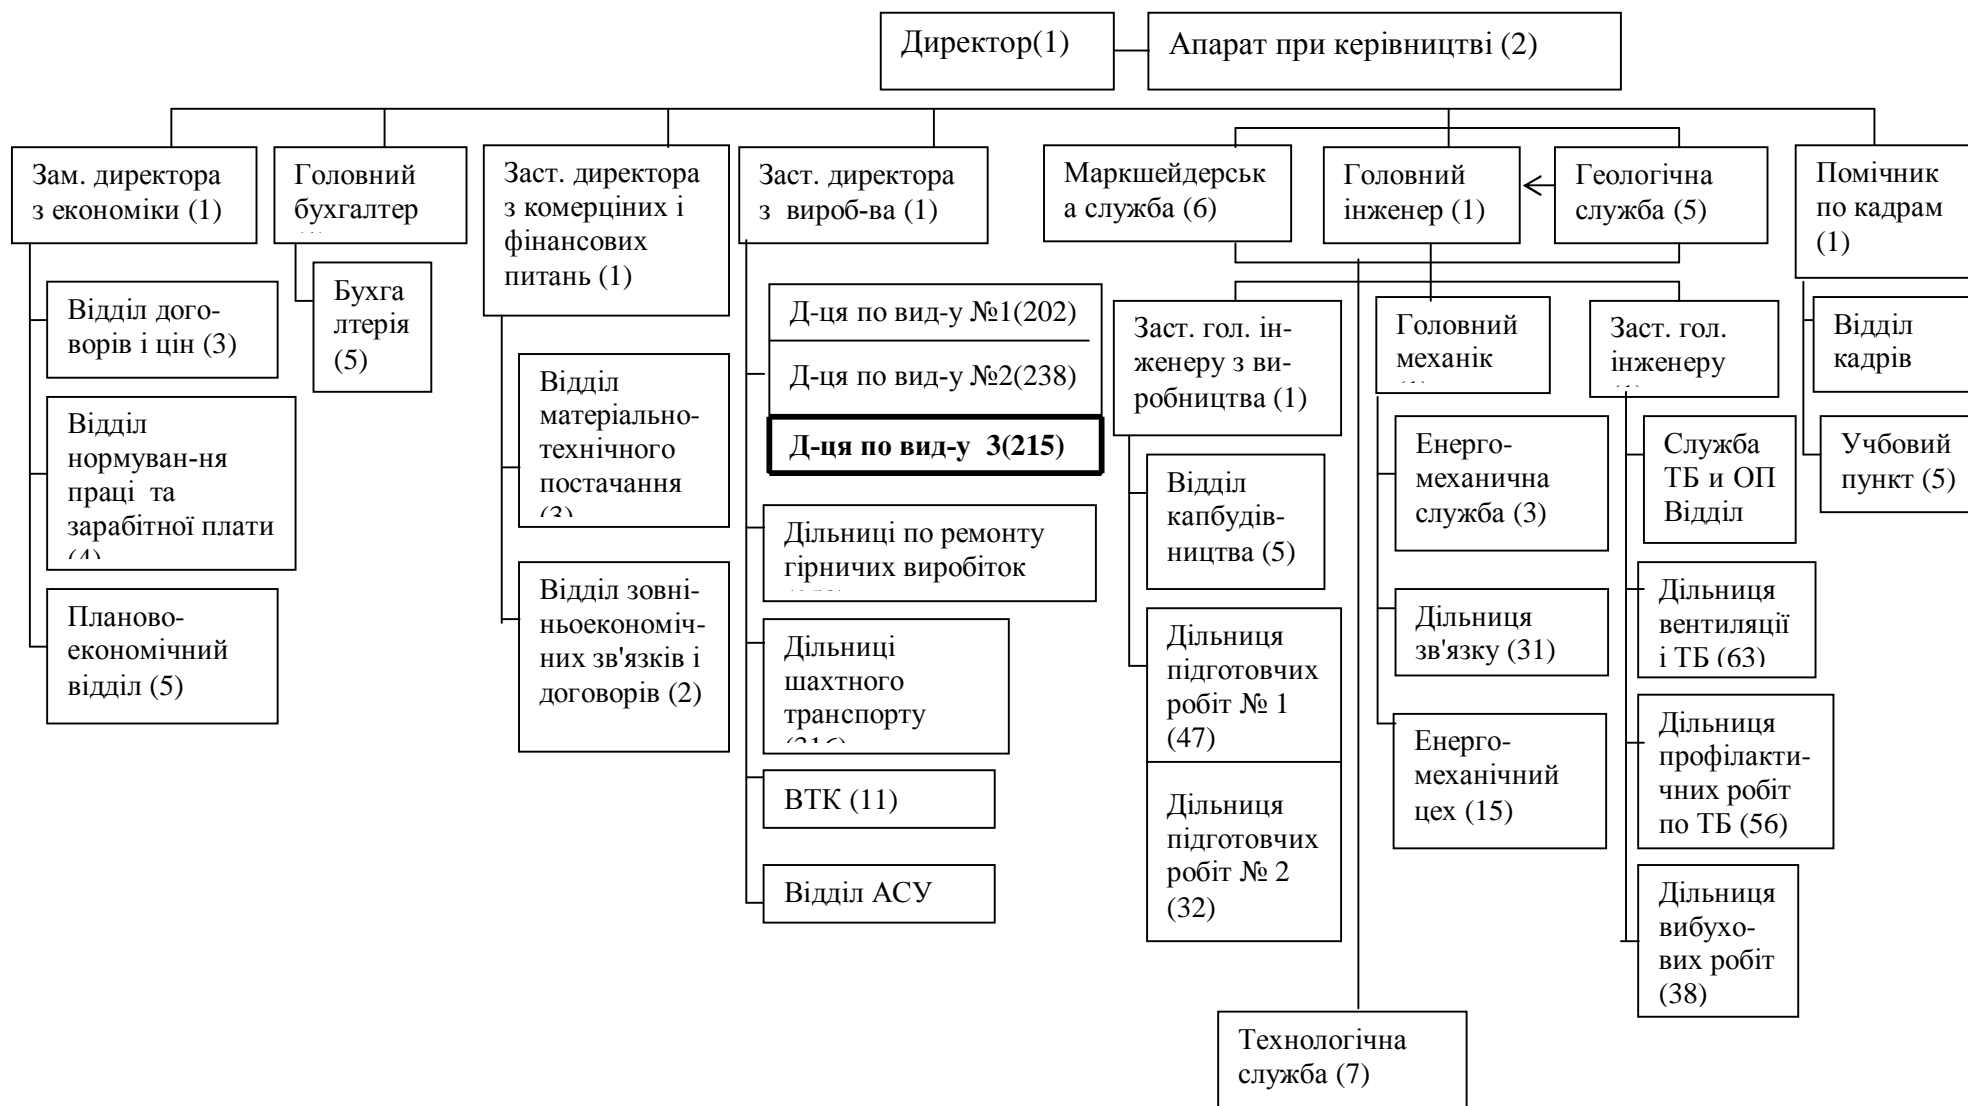 Директор(1)
Апарат при керівництві (2)
Зам. директора
з економіки (1)
Головний
бухгалтер
Заст. директора
з комерціних і
фінансових
питань (1)
Заст. директора
з вироб-ва (1)
Маркшейдерськ
а служба (6)
Головний
інженер (1)
Геологічна
служба (5)
Помічник
по кадрам
(1)
Відділ дого-
ворів і цін (3)
Відділ
нормуван-ня
праці та
зарабітної плати
(4)
Планово-
економічний
відділ (5)
Бухга
лтерія
(5)
Відділ
матеріально-
технічного
постачання
(3)
Відділ зовні-
ньоекономіч-
них зв'язків і
договорів (2)
Д-ця по вид-у №1(202)
Д-ця по вид-у №2(238)
Д-ця по вид-у 3(215)
Дільниці по ремонту
гірничих виробіток
Дільниці
шахтного
транспорту
(316)
ВТК (11)
Відділ АСУ
Заст. гол. ін-
женеру з ви-
робництва (1)
Відділ
капбудів-
ництва (5)
Дільниця
підготовчих
робіт № 1
(47)
Дільниця
підготовчих
робіт № 2
(32)
Головний
механік
Енерго-
механична
служба (3)
Дільниця
зв'язку (31)
Енерго-
механічний
цех (15)
Заст. гол.
інженеру
Служба
ТБ и ОП
Відділ
Дільниця
вентиляції
і ТБ (63)
Дільниця
профілакти-
чних робіт
по ТБ (56)
Дільниця
вибухо-
вих робіт
(38)
Відділ
кадрів
Учбовий
пункт (5)
Технологічна
служба (7)